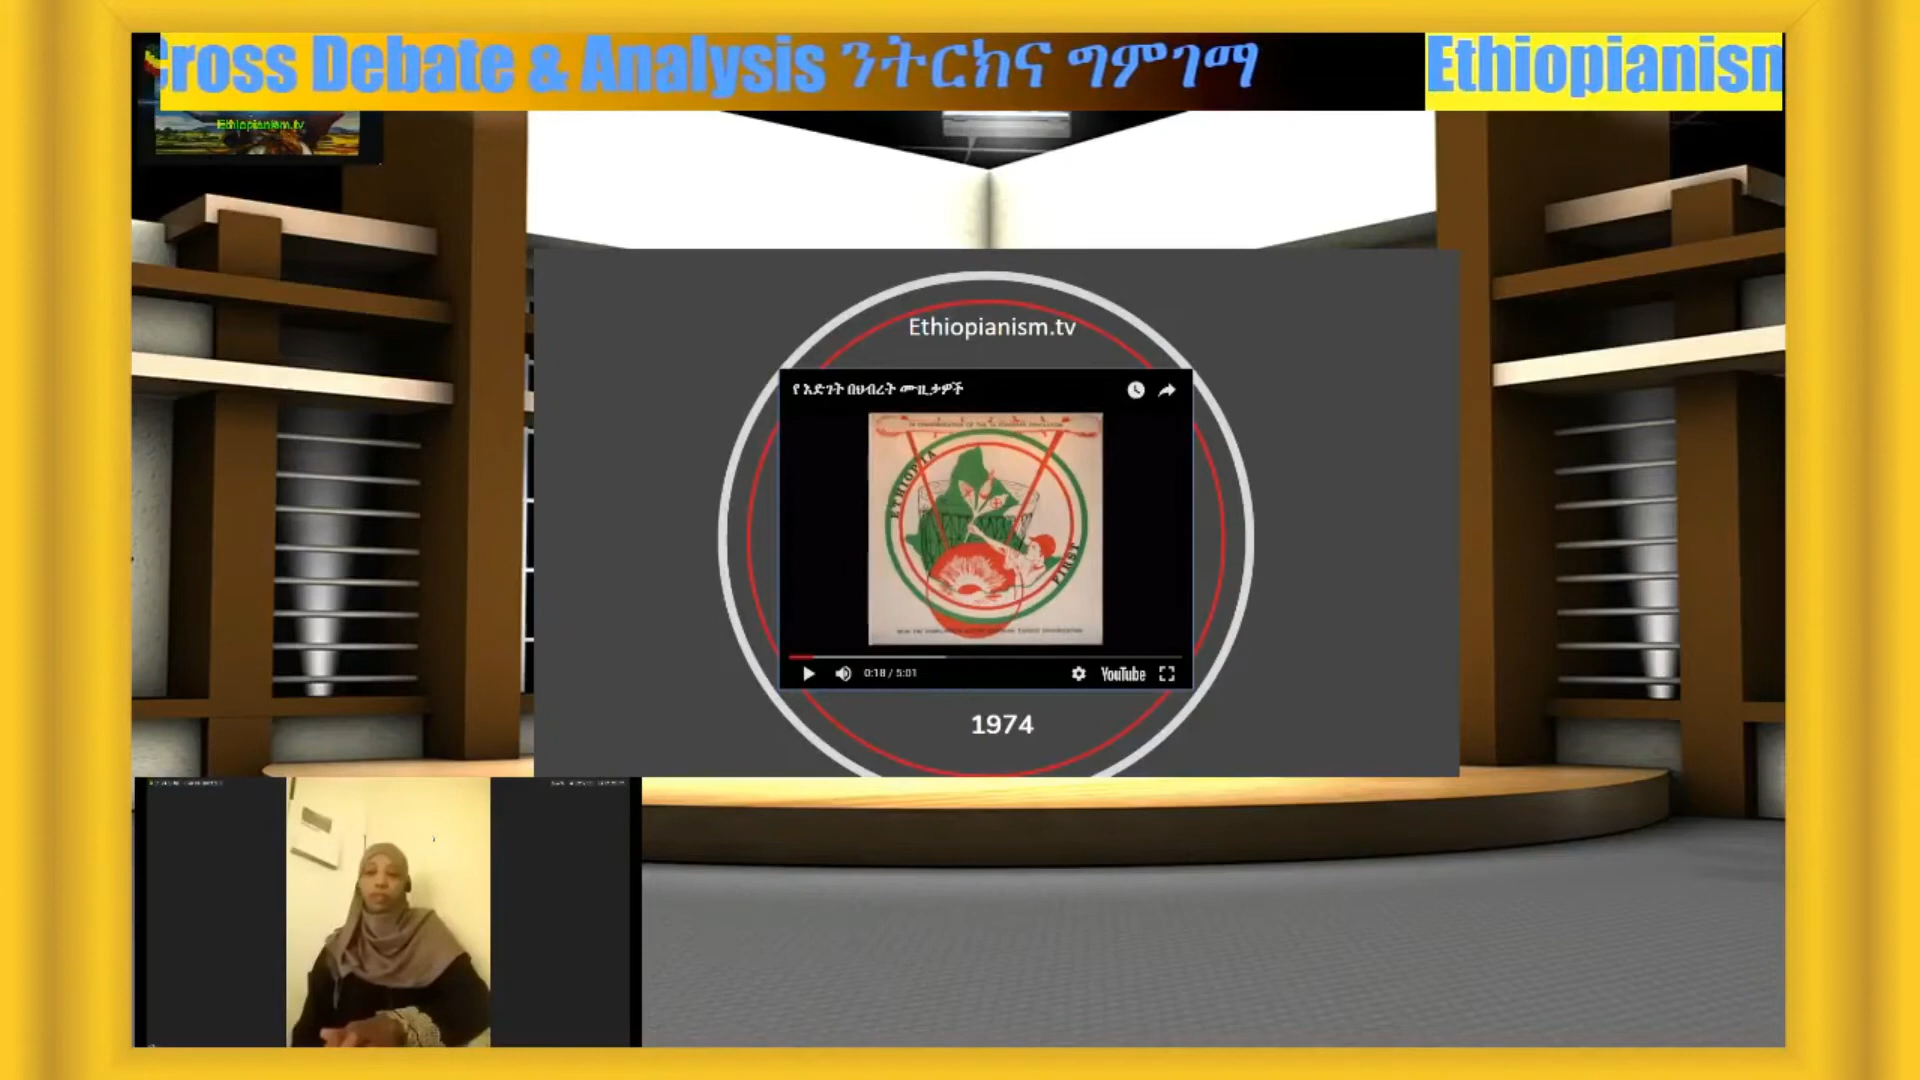 Cross Debate & Analysis ንትርክና ግምገማ
Ethiopianism
Ethiopianism.tv
Ethiopianism.tv
የ እድገት በህብረት ሙዚቃዎች
ETHIOPIA
FIRST
0:18 / 5:01
YouTube
1974